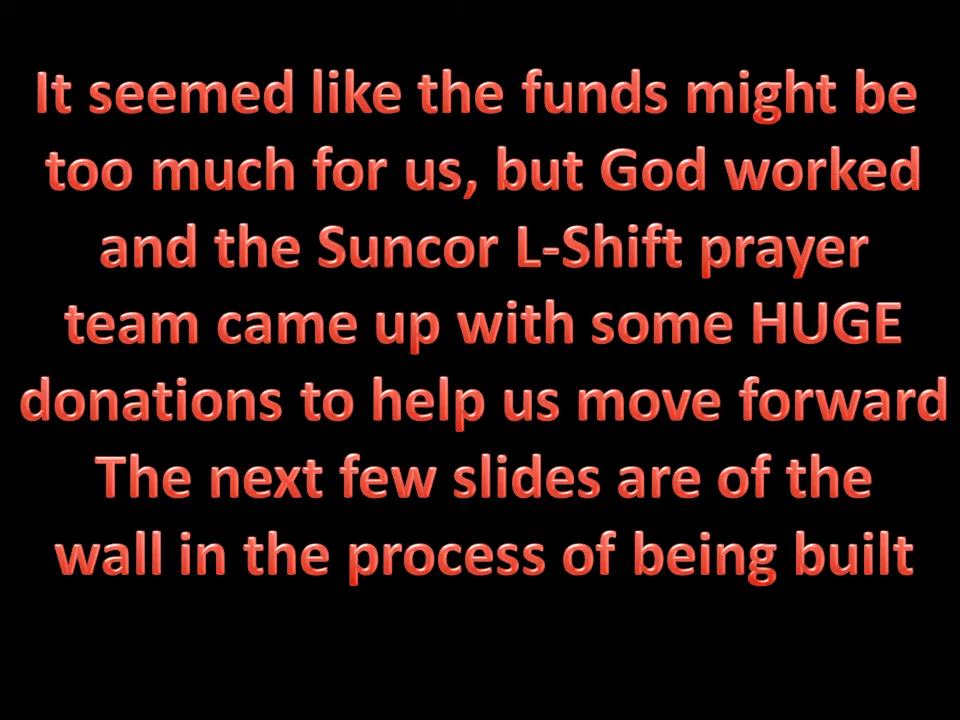 It seemed like the funds might be
too much for us, but God worked
and the Suncor L-Shift prayer
team came up with some HUGE
donations to help us move forward
The next few slides are of the
wall in the process of being built